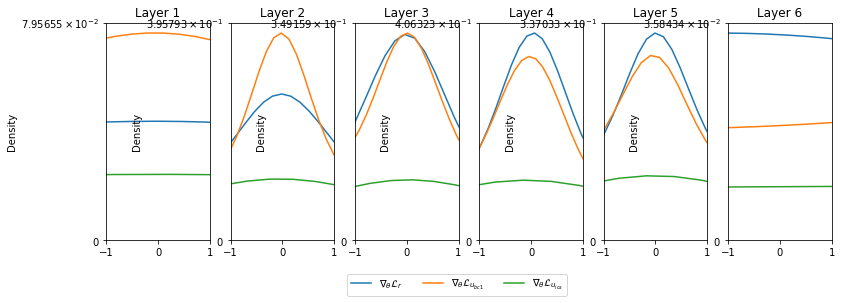 Layer 1 Layer 2 Layer 3 Layer 4 Layer 5 Layer 6
7.95655 × 10⁻² 3.95793 × 10⁻¹ 3.49159 × 10⁻¹ 4.06323 × 10⁻¹ 3.37033 × 10⁻¹ 3.58434 × 10⁻²
Density Density Density Density Density Density
0 0 0 0 0 0
−1 0 1 −1 0 1 −1 0 1 −1 0 1 −1 0 1 −1 0 1
∇θℒr ∇θℒubc1 ∇θℒuics